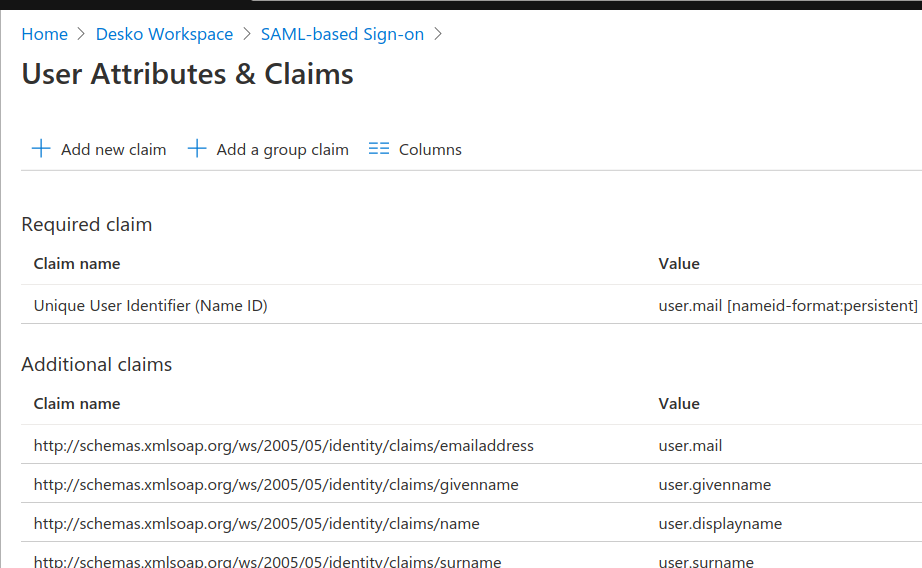 Home > Desko Workspace > SAML-based Sign-on >
User Attributes & Claims
+ Add new claim + Add a group claim Columns
Required claim
Claim name Value
Unique User Identifier (Name ID) user.mail [nameid-format:persistent]
Additional claims
Claim name Value
http://schemas.xmlsoap.org/ws/2005/05/identity/claims/emailaddress user.mail
http://schemas.xmlsoap.org/ws/2005/05/identity/claims/givenname user.givenname
http://schemas.xmlsoap.org/ws/2005/05/identity/claims/name user.displayname
http://schemas.xmlsoap.org/ws/2005/05/identity/claims/surname user.surname